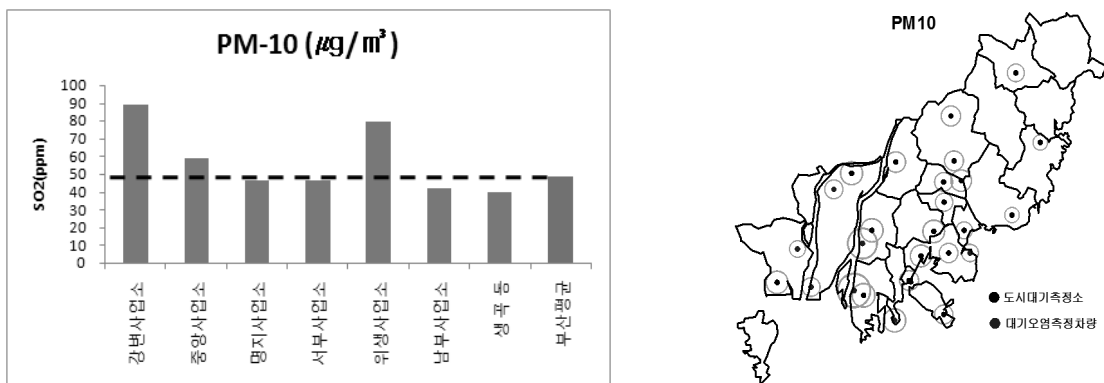 PM-10 (㎍/㎥)
SO2(ppm)
100
90
80
70
60
50
40
30
20
10
0
강변사업소
중앙사업소
명지사업소
서부사업소
위생사업소
남부사업소
생 곡 동
부산평균
PM10
도시대기측정소
대기오염측정차량